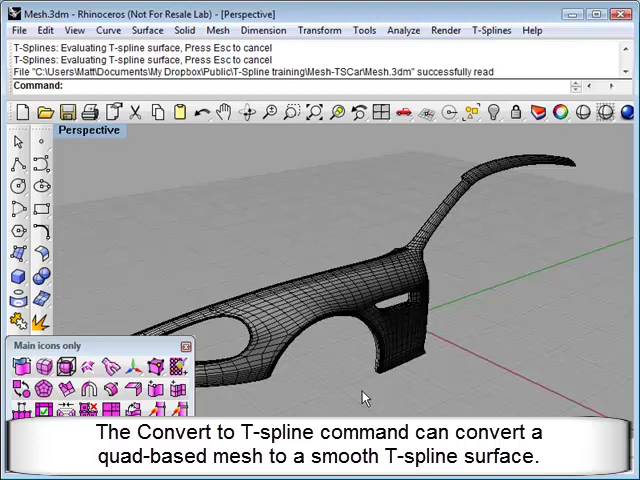 Mesh.3dm - Rhinoceros (Not For Resale Lab) - [Perspective]
File Edit View Curve Surface Solid Mesh Dimension Transform Tools Analyze Render T-Splines Help
T-Splines: Evaluating T-spline surface, Press Esc to cancel
T-Splines: Evaluating T-spline surface, Press Esc to cancel
File "C:\Users\Matt\Documents\My Dropbox\Public\T-Spline training\Mesh-TSCar\Mesh.3dm" successfully read
Command:
Perspective
Main icons only
The Convert to T-spline command can convert a
quad-based mesh to a smooth T-spline surface.